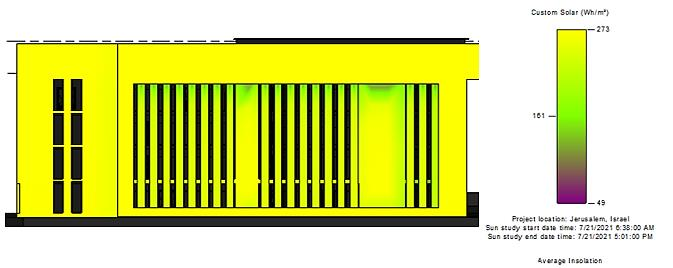 Custom Solar (Wh/m²)
273
161
49
Project location: Jerusalem, Israel
Sun study start date time: 7/21/2021 6:38:00 AM
Sun study end date time: 7/21/2021 5:01:00 PM
Average Insolation